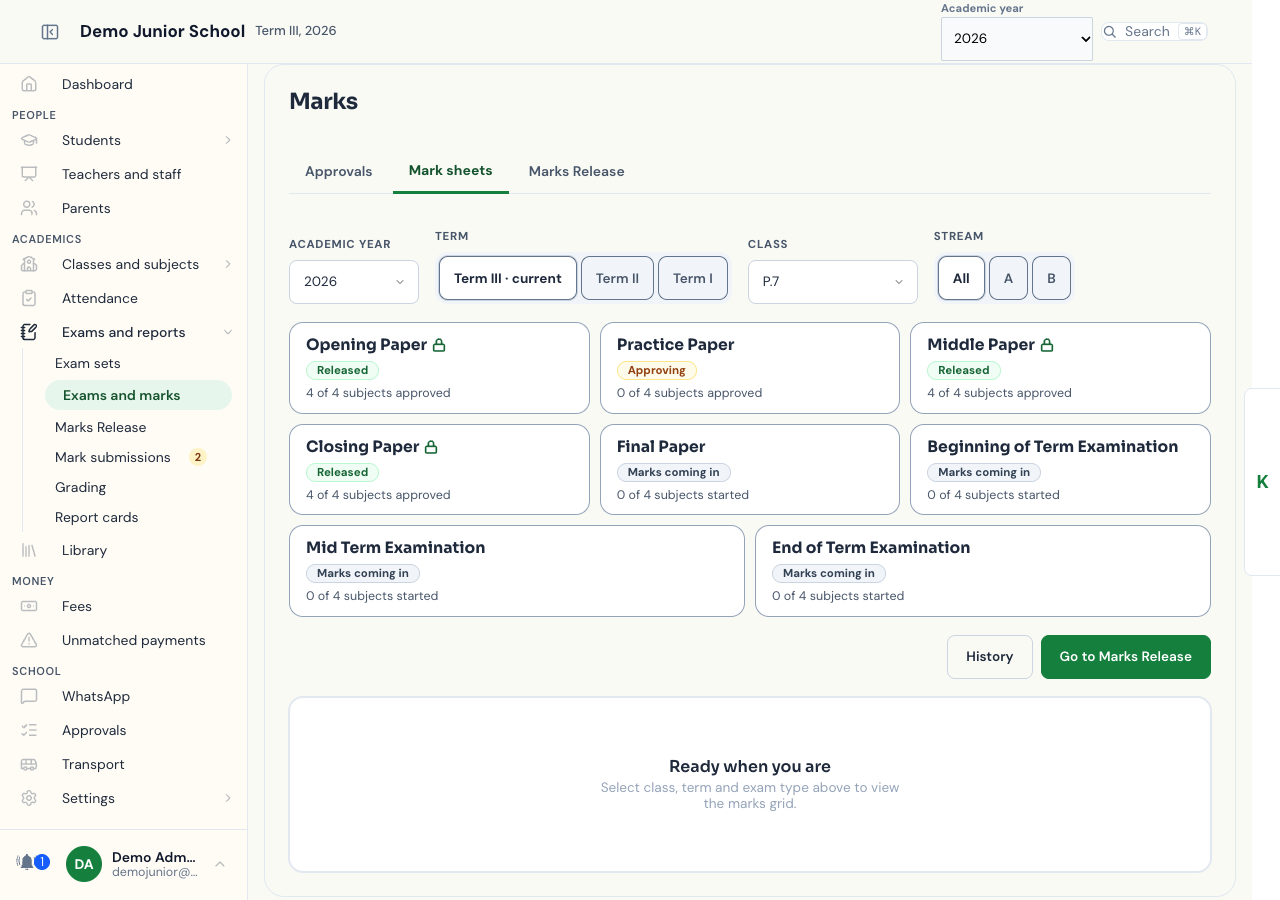 Demo Junior School
Term III, 2026
Academic year
2026
Search
⌘K
Dashboard
PEOPLE
Students
Teachers and staff
Parents
ACADEMICS
Classes and subjects
Attendance
Exams and reports
Exam sets
Exams and marks
Marks Release
Mark submissions 2
Grading
Report cards
Library
MONEY
Fees
Unmatched payments
SCHOOL
WhatsApp
Approvals
Transport
Settings
1
DA
Demo Adm...
demojunior@...
Marks
Approvals
Mark sheets
Marks Release
ACADEMIC YEAR
2026
TERM
Term III · current
Term II
Term I
CLASS
P.7
STREAM
All
A
B
Opening Paper
Released
4 of 4 subjects approved
Practice Paper
Approving
0 of 4 subjects approved
Middle Paper
Released
4 of 4 subjects approved
Closing Paper
Released
4 of 4 subjects approved
Final Paper
Marks coming in
0 of 4 subjects started
Beginning of Term Examination
Marks coming in
0 of 4 subjects started
Mid Term Examination
Marks coming in
0 of 4 subjects started
End of Term Examination
Marks coming in
0 of 4 subjects started
History
Go to Marks Release
Ready when you are
Select class, term and exam type above to view
the marks grid.
K